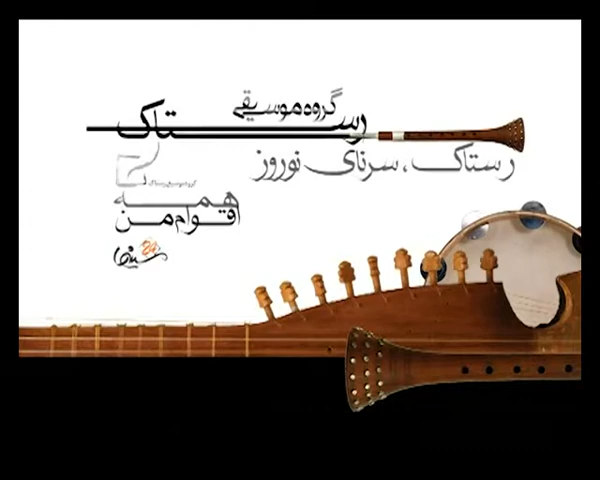 گروه موسیقی
رستاک
رستاک، سرنای نوروز
همه
اقوام من